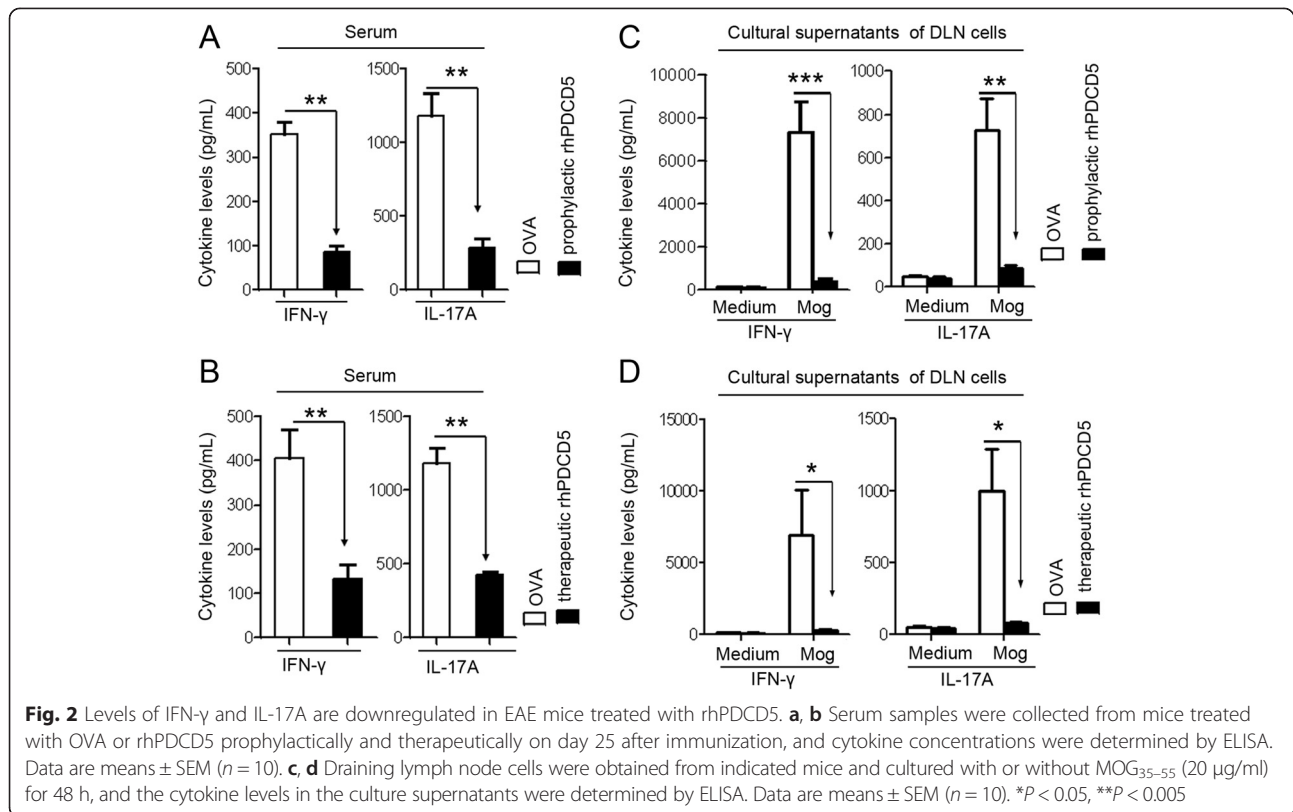 A
Serum
Cytokine levels (pg/mL)
500
400
300
200
100
0
**
IFN-γ
1500
1000
500
0
**
IL-17A
OVA
prophylactic rhPDCD5
C
Cultural supernatants of DLN cells
Cytokine levels (pg/mL)
10000
8000
6000
4000
2000
0
***
Medium Mog
IFN-γ
1000
800
600
400
200
0
**
Medium Mog
IL-17A
OVA
prophylactic rhPDCD5
B
Serum
Cytokine levels (pg/mL)
500
400
300
200
100
0
**
IFN-γ
1500
1000
500
0
**
IL-17A
OVA
therapeutic rhPDCD5
D
Cultural supernatants of DLN cells
Cytokine levels (pg/mL)
15000
10000
5000
0
*
Medium Mog
IFN-γ
1500
1000
500
0
*
Medium Mog
IL-17A
OVA
therapeutic rhPDCD5
Fig. 2 Levels of IFN-γ and IL-17A are downregulated in EAE mice treated with rhPDCD5. a, b Serum samples were collected from mice treated
with OVA or rhPDCD5 prophylactically and therapeutically on day 25 after immunization, and cytokine concentrations were determined by ELISA.
Data are means ± SEM (n = 10). c, d Draining lymph node cells were obtained from indicated mice and cultured with or without MOG35–55 (20 μg/ml)
for 48 h, and the cytokine levels in the culture supernatants were determined by ELISA. Data are means ± SEM (n = 10). *P < 0.05, **P < 0.005